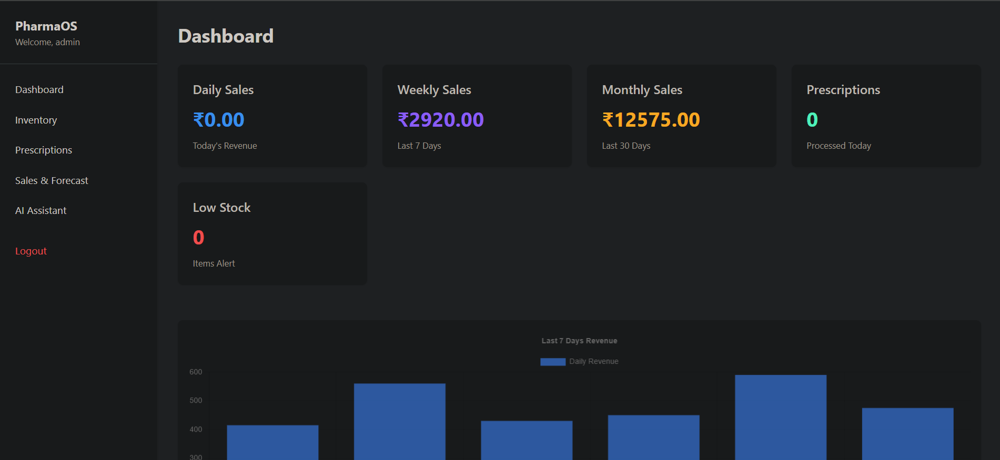 PharmaOS
Welcome, admin
Dashboard
Inventory
Prescriptions
Sales & Forecast
AI Assistant
Logout
Dashboard
Daily Sales
₹0.00
Today's Revenue
Weekly Sales
₹2920.00
Last 7 Days
Monthly Sales
₹12575.00
Last 30 Days
Prescriptions
0
Processed Today
Low Stock
0
Items Alert
Last 7 Days Revenue
Daily Revenue
600
500
400
300